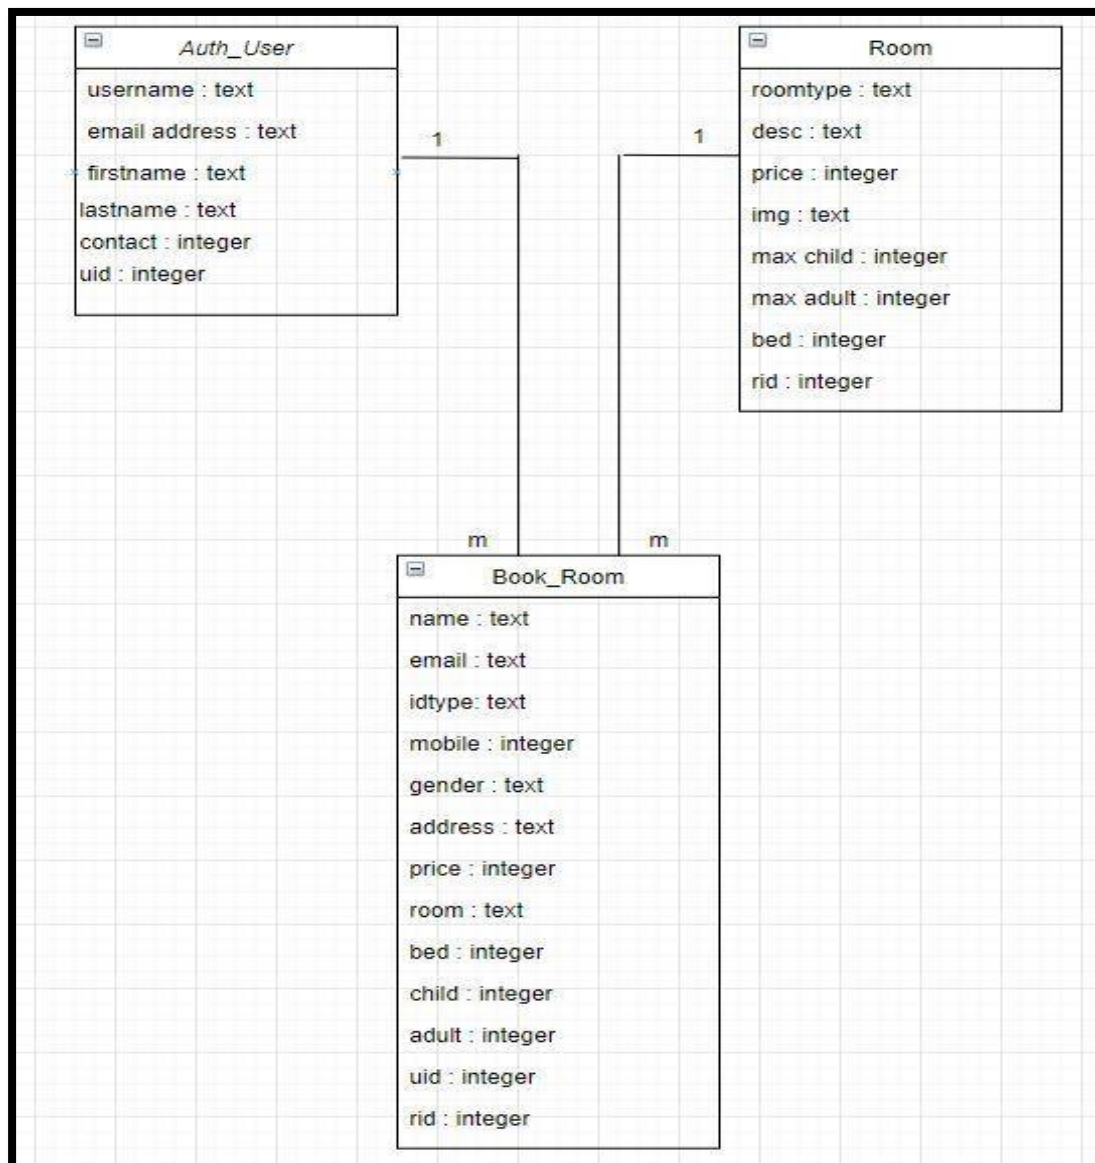 Auth_User
username : text
email address : text
firstname : text
lastname : text
contact : integer
uid : integer
1
1
Room
roomtype : text
desc : text
price : integer
img : text
max child : integer
max adult : integer
bed : integer
rid : integer
m
m
Book_Room
name : text
email : text
idtype: text
mobile : integer
gender : text
address : text
price : integer
room : text
bed : integer
child : integer
adult : integer
uid : integer
rid : integer